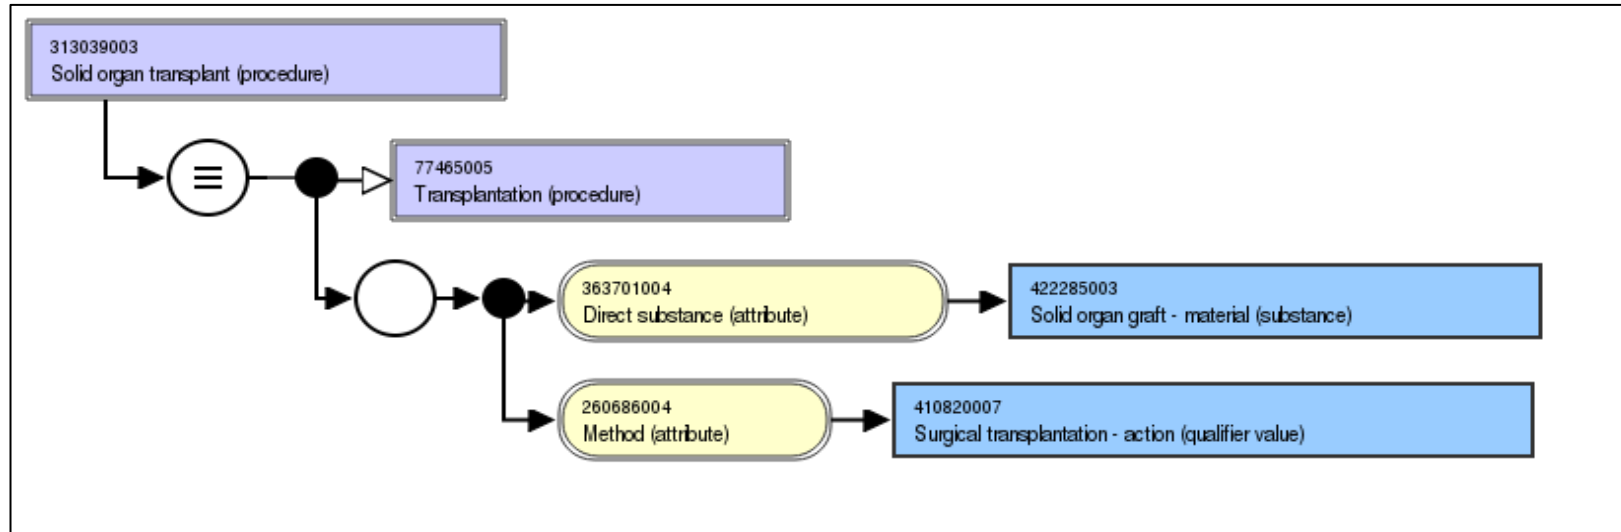 313039003
Solid organ transplant (procedure)
≡
77465005
Transplantation (procedure)
363701004
Direct substance (attribute)
422285003
Solid organ graft - material (substance)
260686004
Method (attribute)
410820007
Surgical transplantation - action (qualifier value)